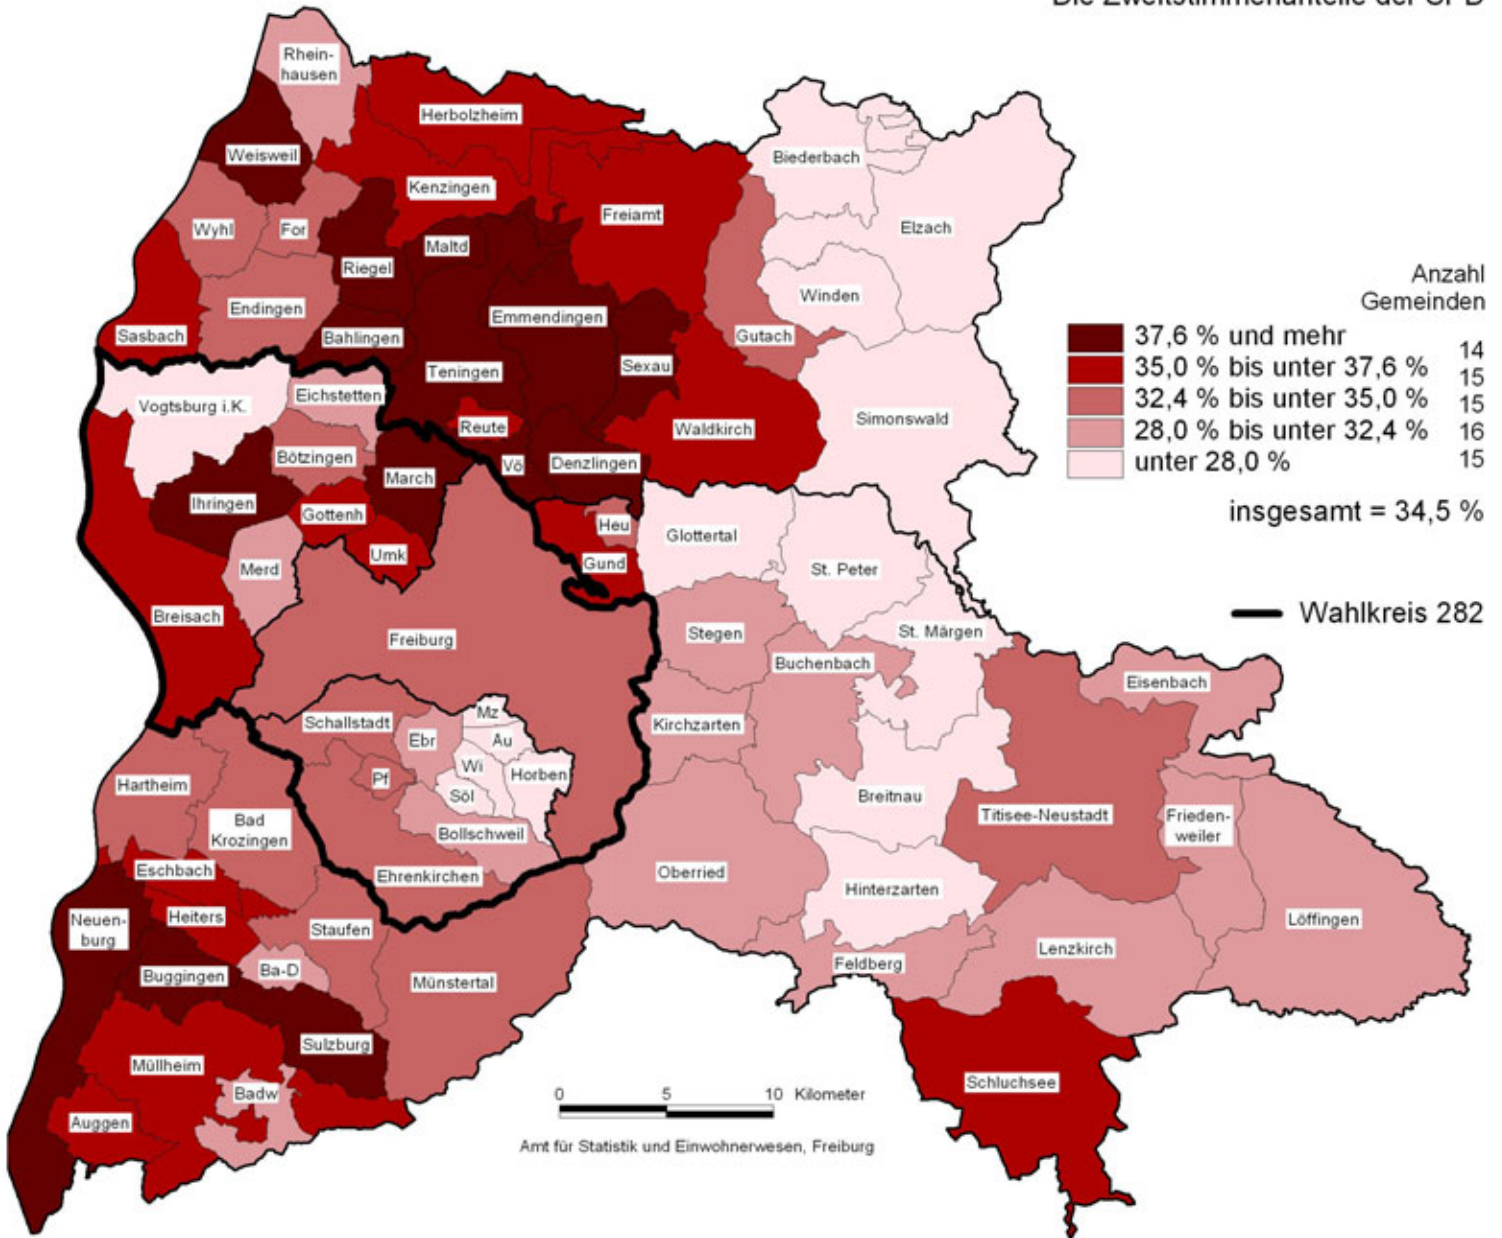 Die Zweitstimmenanteile der SPD
Rhein-
hausen
Herbolzheim
Weisweil
Biederbach
Kenzingen
Freiamt
Wyhl
For
Elzach
Maltd
Riegel
Winden
Endingen
Emmendingen
Sasbach
Bahlingen
Gutach
Teningen
Sexau
Vogtsburg i.K.
Eichstetten
Simonswald
Reute
Waldkirch
Bötzingen
Vö
Denzlingen
March
Ihringen
Gottenh
Heu
Glottertal
Umk
Gund
Merd
St. Peter
Breisach
Freiburg
Stegen
St. Märgen
Buchenbach
Eisenbach
Schallstadt
Mz
Kirchzarten
Ebr
Au
Wi
Horben
Pf
Hartheim
Söl
Breitnau
Titisee-Neustadt
Frieden-
weiler
Bad
Krozingen
Bollschweil
Eschbach
Ehrenkirchen
Oberried
Hinterzarten
Heiters
Neuen-
burg
Staufen
Löffingen
Lenzkirch
Ba-D
Feldberg
Buggingen
Münstertal
Sulzburg
Müllheim
Schluchsee
Badw
Auggen
Anzahl
Gemeinden
37,6 % und mehr 14
35,0 % bis unter 37,6 % 15
32,4 % bis unter 35,0 % 15
28,0 % bis unter 32,4 % 16
unter 28,0 % 15
insgesamt = 34,5 %
Wahlkreis 282
0 5 10 Kilometer
Amt für Statistik und Einwohnerwesen, Freiburg